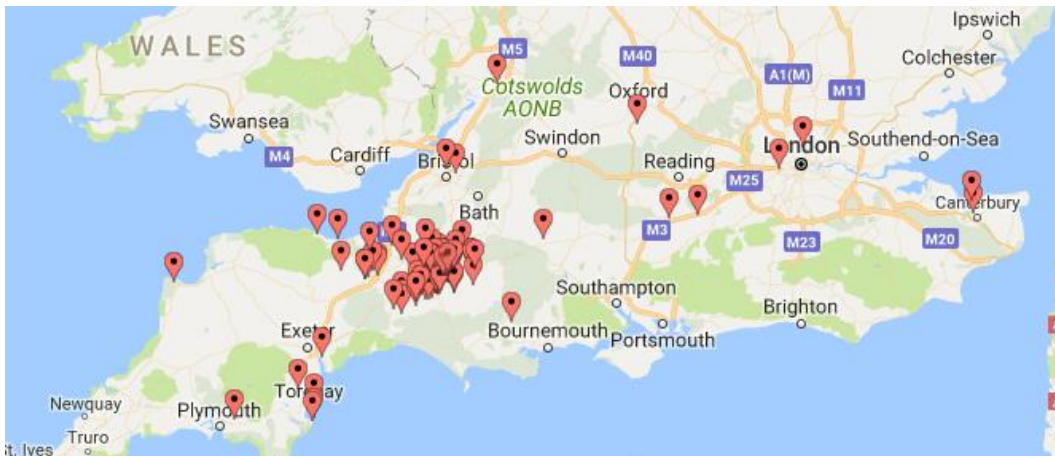 Ipswich
WALES
M5
M40
Colchester
A1(M)
M11
Cotswolds
AONB
Oxford
Swansea
Swindon
London
Southend-on-Sea
M4
Cardiff
Bristol
Reading
M25
Bath
Canterbury
M3
M23
M20
Southampton
Brighton
Exeter
Bournemouth
Portsmouth
Torquay
Newquay
Plymouth
Truro
St. Ives